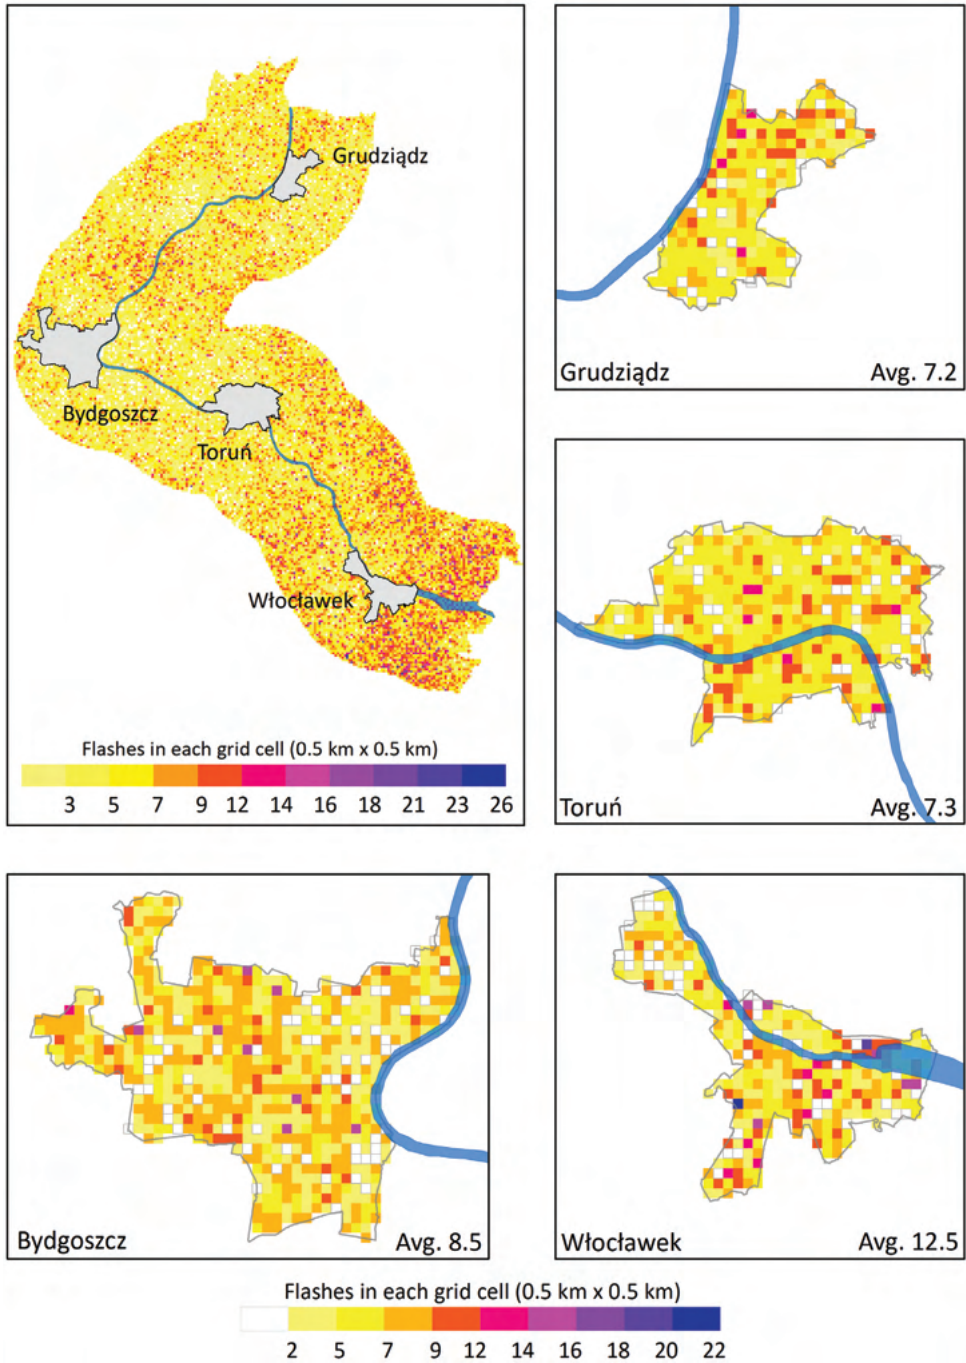 Grudziądz
Bydgoszcz
Toruń
Włocławek
Flashes in each grid cell (0.5 km x 0.5 km)
3 5 7 9 12 14 16 18 21 23 26
Grudziądz Avg. 7.2
Toruń Avg. 7.3
Bydgoszcz Avg. 8.5
Włocławek Avg. 12.5
Flashes in each grid cell (0.5 km x 0.5 km)
2 5 7 9 12 14 16 18 20 22